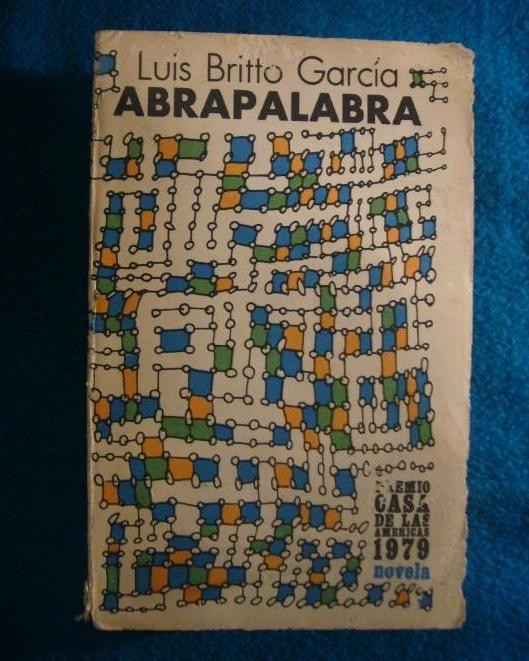 Luis Britto García
ABRAPALABRA
PREMIO
CASA
DE LAS
AMERICAS
1979
novela